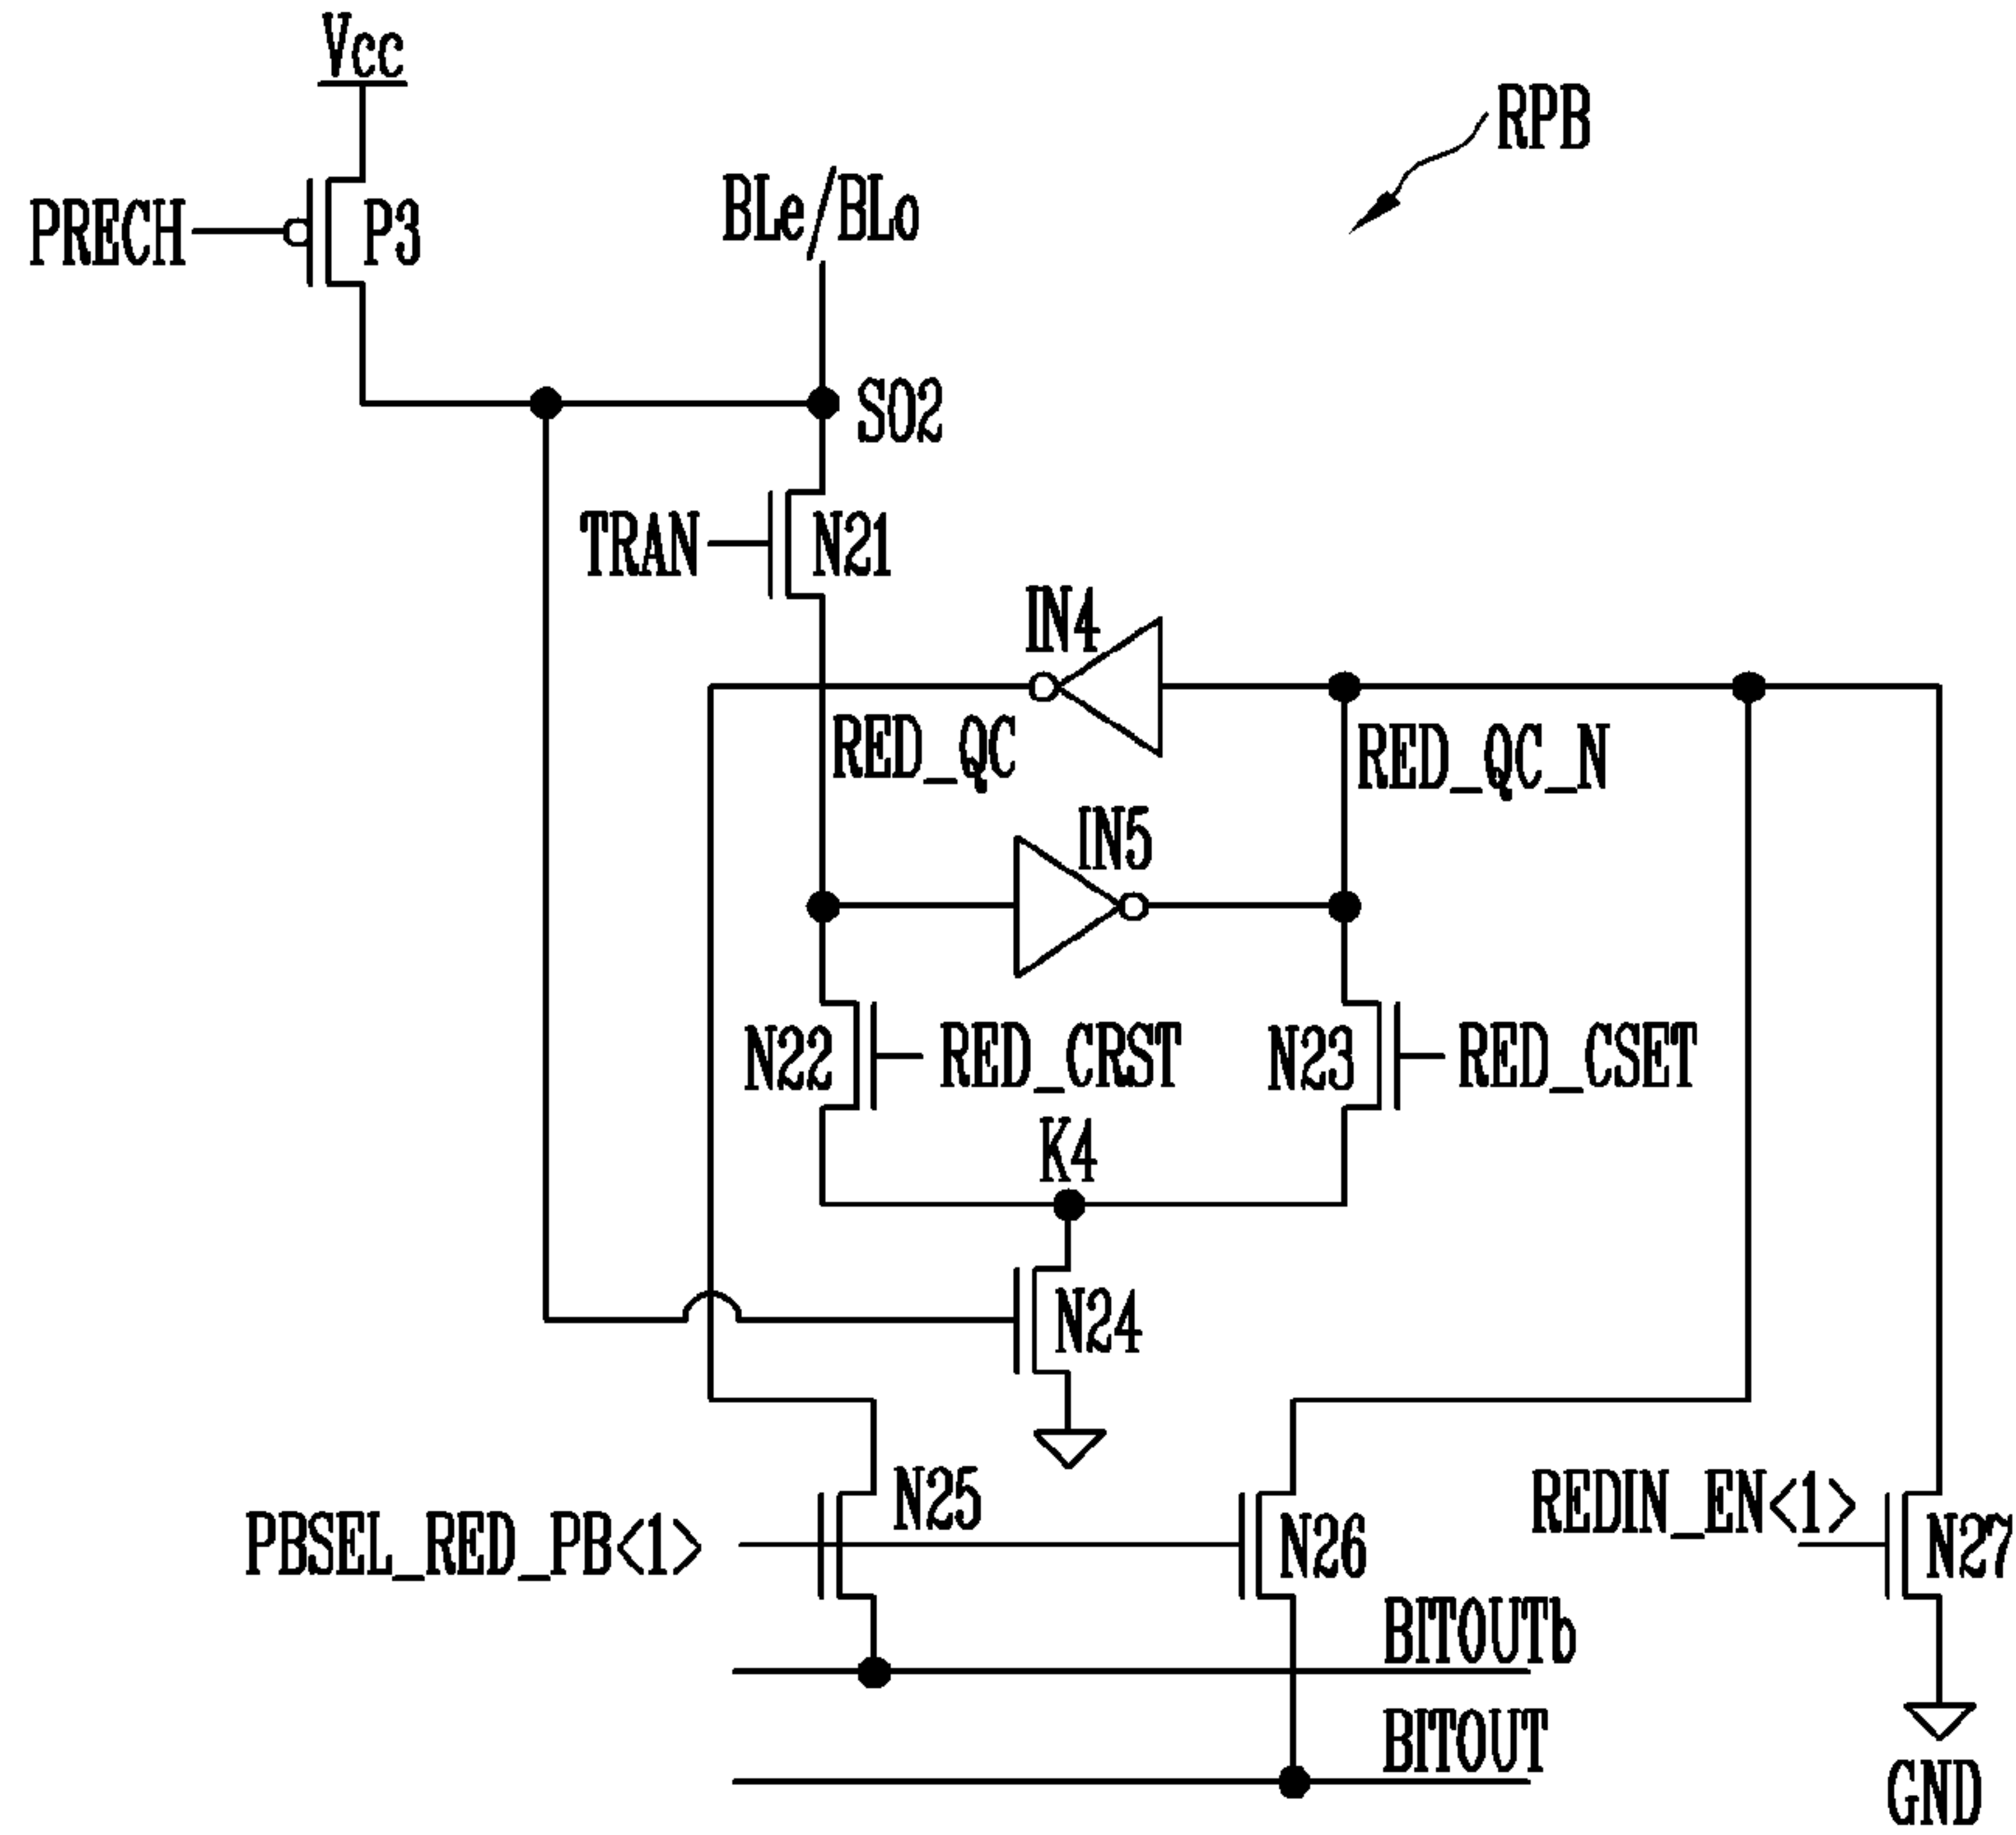 Vcc
RPB
PRECH
P3
BLe/BLo
SO2
TRAN
N21
IN4
RED_QC
RED_QC_N
IN5
N22
RED_CRST
N23
RED_CSET
K4
N24
N25
PBSEL_RED_PB<1>
N26
REDIN_EN<1>
N27
BITOUTb
BITOUT
GND